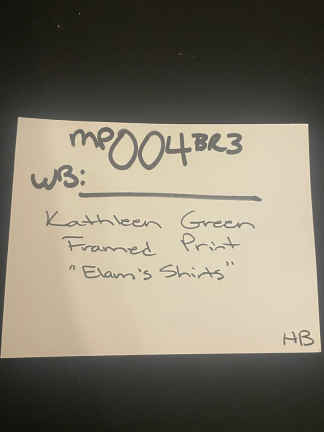 MP004BR3
WB:
Kathleen Green
Framed Print
"Elam's Shirts"
HB